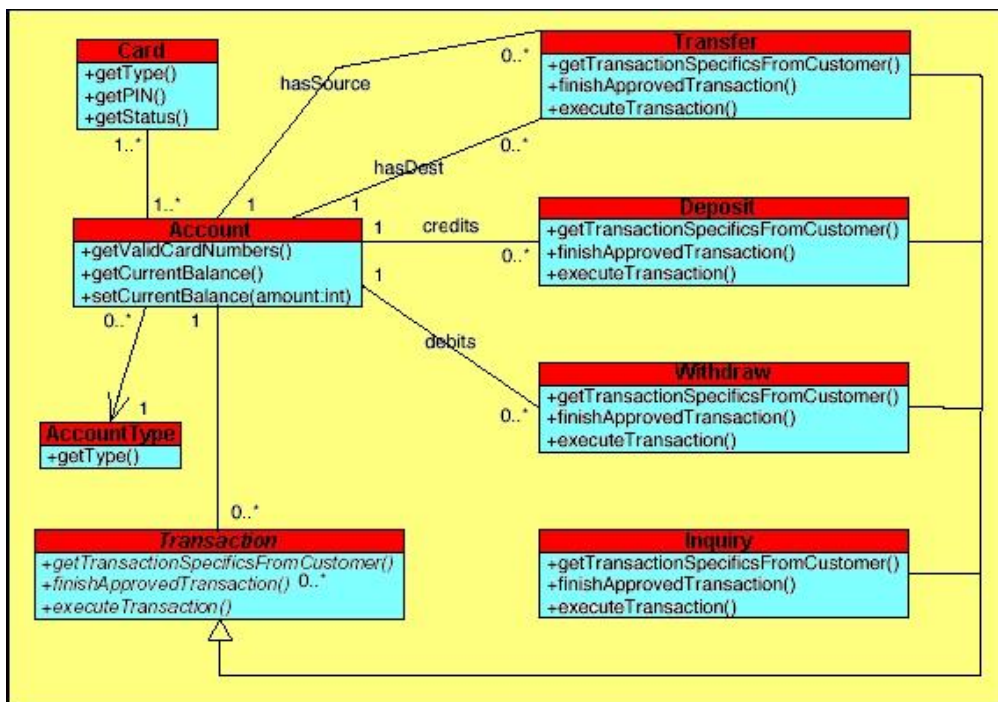 Card
+getType()
+getPIN()
+getStatus()
1..*
1..*
hasSource
0..*
1
hasDest
0..*
1
Transfer
+getTransactionSpecificsFromCustomer()
+finishApprovedTransaction()
+executeTransaction()
Account
+getValidCardNumbers()
+getCurrentBalance()
+setCurrentBalance(amount:int)
1
credits
0..*
Deposit
+getTransactionSpecificsFromCustomer()
+finishApprovedTransaction()
+executeTransaction()
1
debits
0..*
Withdraw
+getTransactionSpecificsFromCustomer()
+finishApprovedTransaction()
+executeTransaction()
0..*
1
1
AccountType
+getType()
0..*
Transaction
+getTransactionSpecificsFromCustomer()
+finishApprovedTransaction() 0..*
+executeTransaction()
Inquiry
+getTransactionSpecificsFromCustomer()
+finishApprovedTransaction()
+executeTransaction()